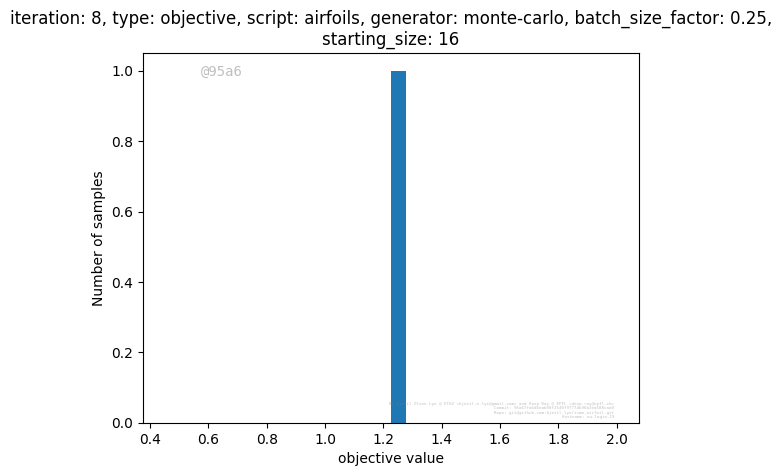 iteration: 8, type: objective, script: airfoils, generator: monte-carlo, batch_size_factor: 0.25,
starting_size: 16
@95a6
1.0
0.8
0.6
0.4
0.2
0.0
Number of samples
0.4 0.6 0.8 1.0 1.2 1.4 1.6 1.8 2.0
objective value